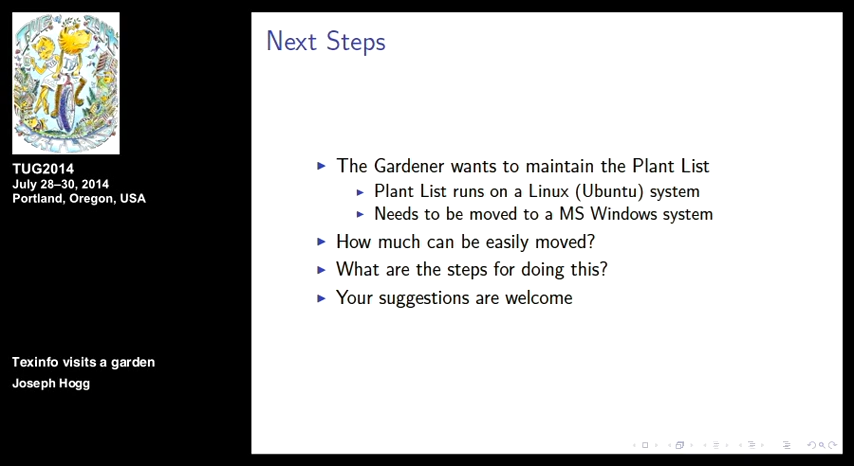 TUG2014
July 28–30, 2014
Portland, Oregon, USA
Texinfo visits a garden
Joseph Hogg
Next Steps
The Gardener wants to maintain the Plant List
Plant List runs on a Linux (Ubuntu) system
Needs to be moved to a MS Windows system
How much can be easily moved?
What are the steps for doing this?
Your suggestions are welcome